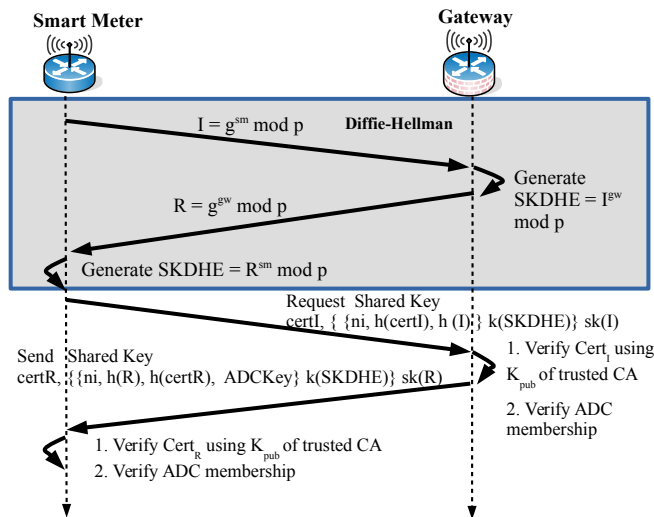 Smart Meter
Gateway
I = g^sm mod p
Diffie-Hellman
Generate
SKDHE = I^gw
mod p
R = g^gw mod p
Generate SKDHE = R^sm mod p
Request Shared Key
certI, { {ni, h(certI), h (I) } k(SKDHE)} sk(I)
Send Shared Key
certR, {{ni, h(R), h(certR), ADCKey} k(SKDHE)} sk(R)
1. Verify Cert_I using
K_pub of trusted CA
2. Verify ADC
membership
1. Verify Cert_R using K_pub of trusted CA
2. Verify ADC membership